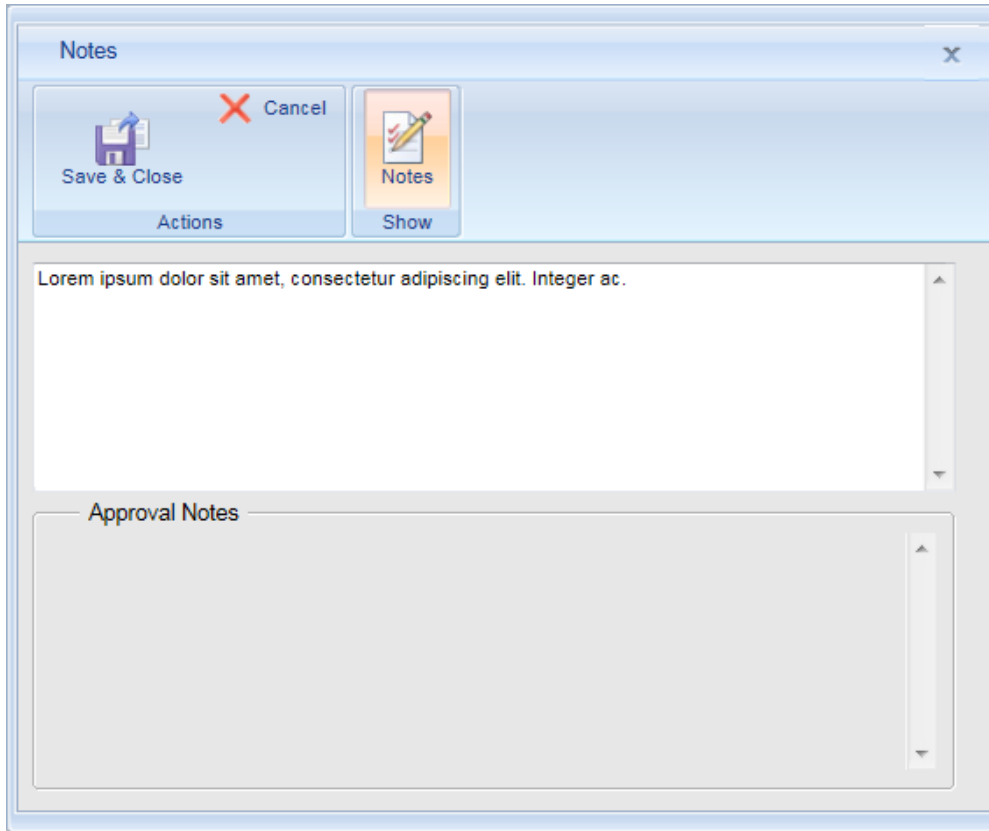 Notes
Cancel
Save & Close
Notes
Actions
Show
Lorem ipsum dolor sit amet, consectetur adipiscing elit. Integer ac.
Approval Notes